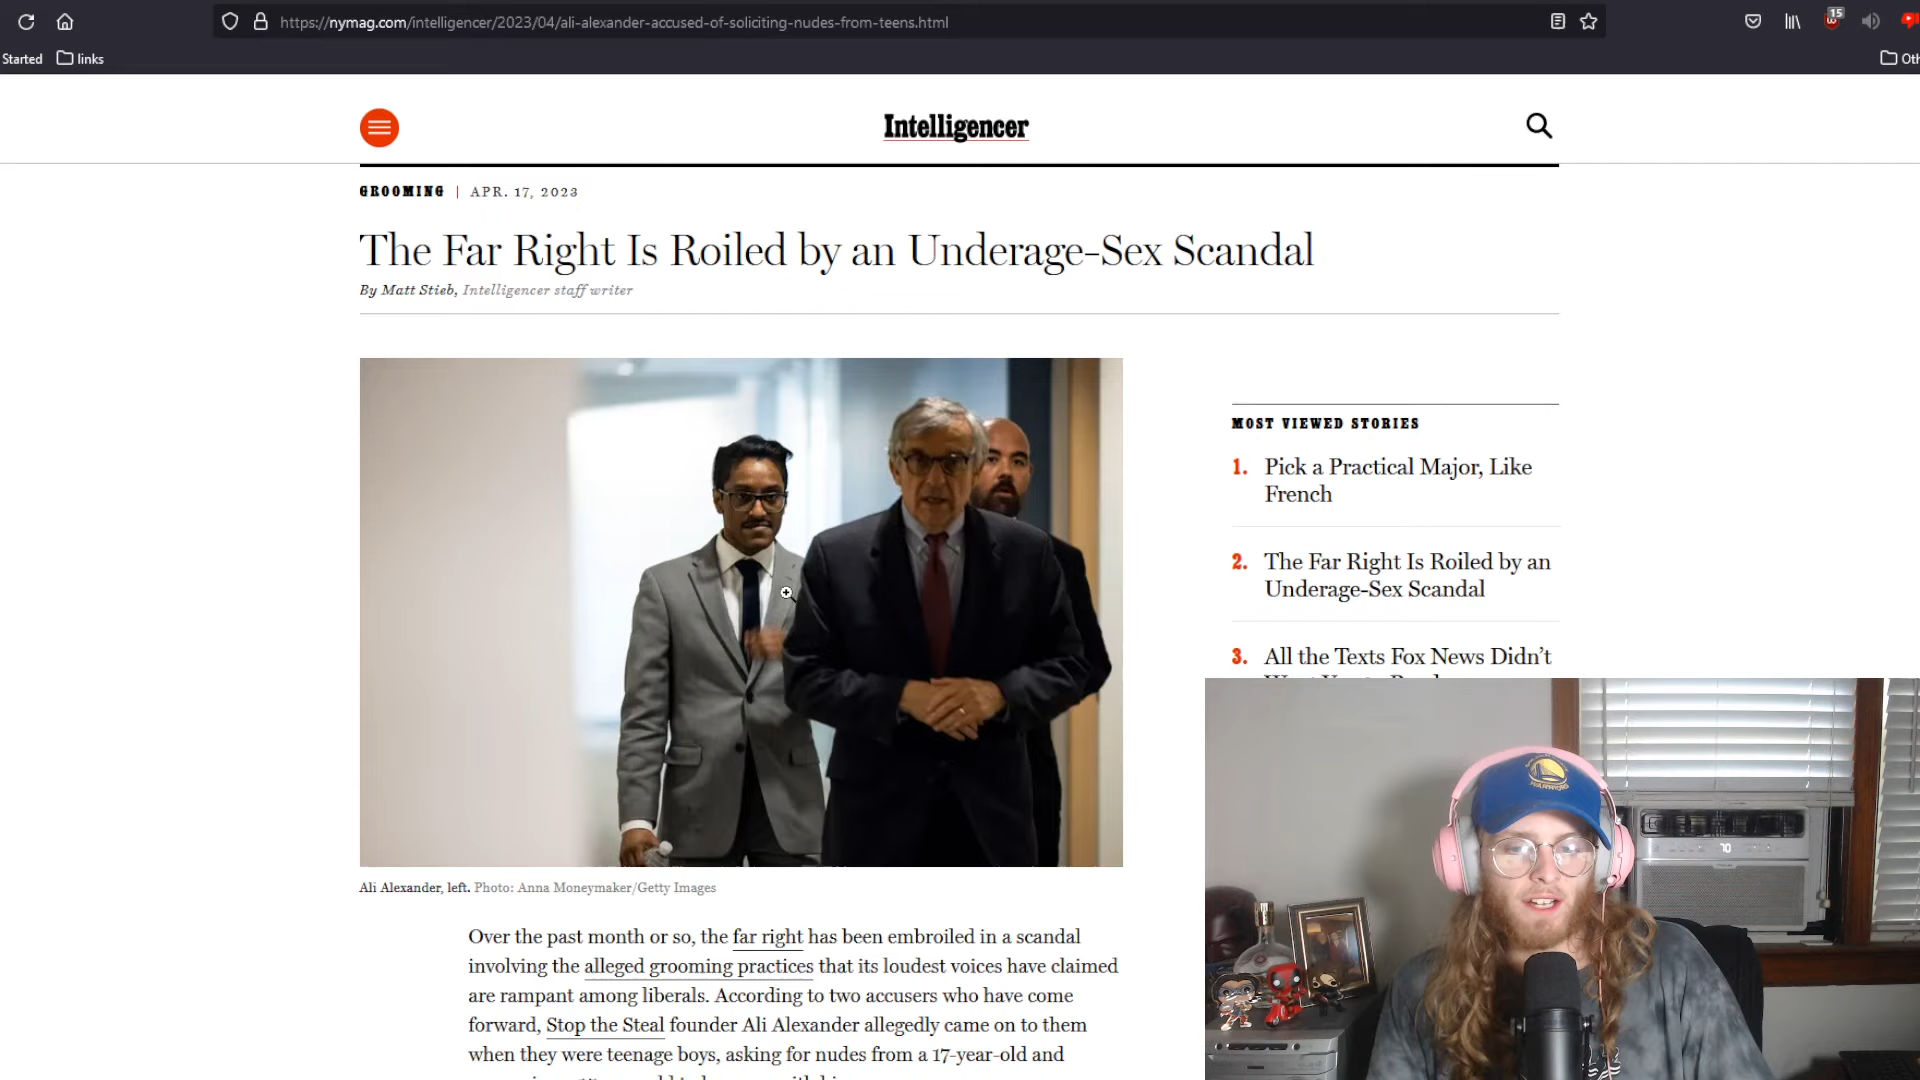 https://nymag.com/intelligencer/2023/04/ali-alexander-accused-of-soliciting-nudes-from-teens.html
15
Started
links
Intelligencer
GROOMING | APR. 17, 2023
The Far Right Is Roiled by an Underage-Sex Scandal
By Matt Stieb, Intelligencer staff writer
MOST VIEWED STORIES
1. Pick a Practical Major, Like
French
2. The Far Right Is Roiled by an
Underage-Sex Scandal
3. All the Texts Fox News Didn't
Ali Alexander, left. Photo: Anna Moneymaker/Getty Images
Over the past month or so, the far right has been embroiled in a scandal
involving the alleged grooming practices that its loudest voices have claimed
are rampant among liberals. According to two accusers who have come
forward, Stop the Steal founder Ali Alexander allegedly came on to them
when they were teenage boys, asking for nudes from a 17-year-old and
WARRIORS
70